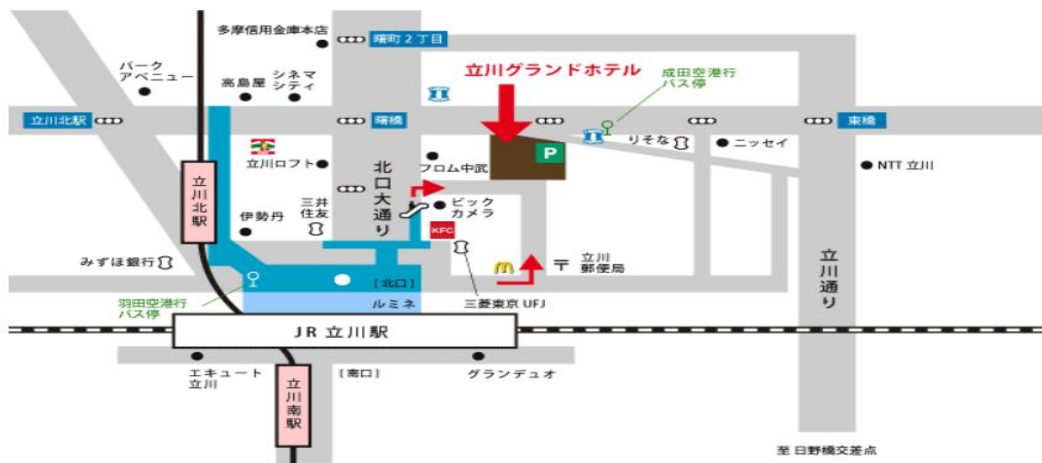 多摩信用金庫本店
曙町2丁目
パーク
アベニュー
高島屋
シネマ
シティ
立川グランドホテル
成田空港行
バス停
立川北駅
曙橋
東橋
立川ロフト
フロム中武
P
りそな
ニッセイ
NTT 立川
立川北駅
北口大通り
伊勢丹
三井
住友
ビック
カメラ
KFC
立川通り
みずほ銀行
[北口]
立川
郵便局
羽田空港行
バス停
ルミネ
三菱東京 UFJ
JR 立川駅
エキュート
立川
[南口]
グランデュオ
立川南駅
至 日野橋交差点